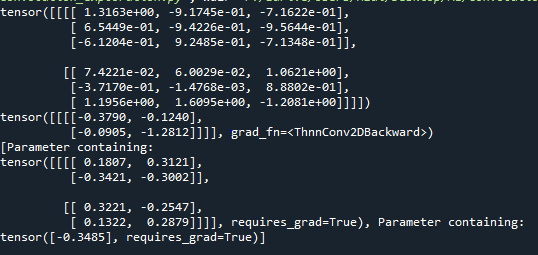 tensor([[[[ 1.3163e+00, -9.1745e-01, -7.1622e-01],
[ 6.5449e-01, -9.4226e-01, -9.5644e-01],
[-6.1204e-01, 9.2485e-01, -7.1348e-01]],
[[ 7.4221e-02, 6.0029e-02, 1.0621e+00],
[-3.7170e-01, -1.4768e-03, 8.8802e-01],
[ 1.1956e+00, 1.6095e+00, -1.2081e+00]]]])
tensor([[[[-0.3790, -0.1240],
[-0.0905, -1.2812]]]], grad_fn=<ThnnConv2DBackward>)
[Parameter containing:
tensor([[[[ 0.1807, 0.3121],
[-0.3421, -0.3002]],
[[ 0.3221, -0.2547],
[ 0.1322, 0.2879]]]], requires_grad=True), Parameter containing:
tensor([-0.3485], requires_grad=True)]